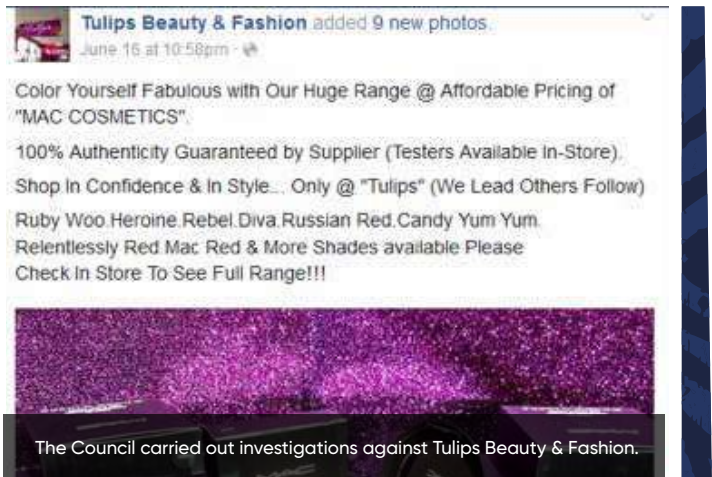 Tulips Beauty & Fashion added 9 new photos.
June 16 at 10:58pm ·
Color Yourself Fabulous with Our Huge Range @ Affordable Pricing of
"MAC COSMETICS".
100% Authenticity Guaranteed by Supplier (Testers Available In-Store).
Shop In Confidence & In Style... Only @ "Tulips" (We Lead Others Follow)
Ruby Woo.Heroine.Rebel.Diva.Russian Red.Candy Yum Yum.
Relentlessly Red.Mac Red & More Shades available Please
Check In Store To See Full Range!!!
The Council carried out investigations against Tulips Beauty & Fashion.
MAC